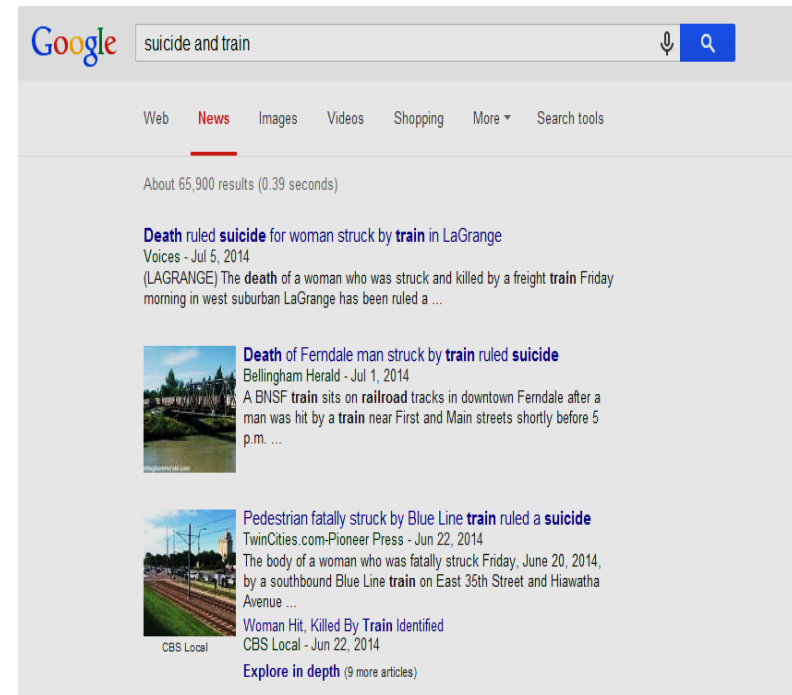 Google
suicide and train
Web News Images Videos Shopping More Search tools
About 65,900 results (0.39 seconds)
Death ruled suicide for woman struck by train in LaGrange
Voices - Jul 5, 2014
(LAGRANGE) The death of a woman who was struck and killed by a freight train Friday
morning in west suburban LaGrange has been ruled a ...
Death of Ferndale man struck by train ruled suicide
Bellingham Herald - Jul 1, 2014
A BNSF train sits on railroad tracks in downtown Ferndale after a
man was hit by a train near First and Main streets shortly before 5
p.m. ...
Pedestrian fatally struck by Blue Line train ruled a suicide
TwinCities.com-Pioneer Press - Jun 22, 2014
The body of a woman who was fatally struck Friday, June 20, 2014,
by a southbound Blue Line train on East 35th Street and Hiawatha
Avenue ...
Woman Hit, Killed By Train Identified
CBS Local - Jun 22, 2014
CBS Local
Explore in depth (9 more articles)